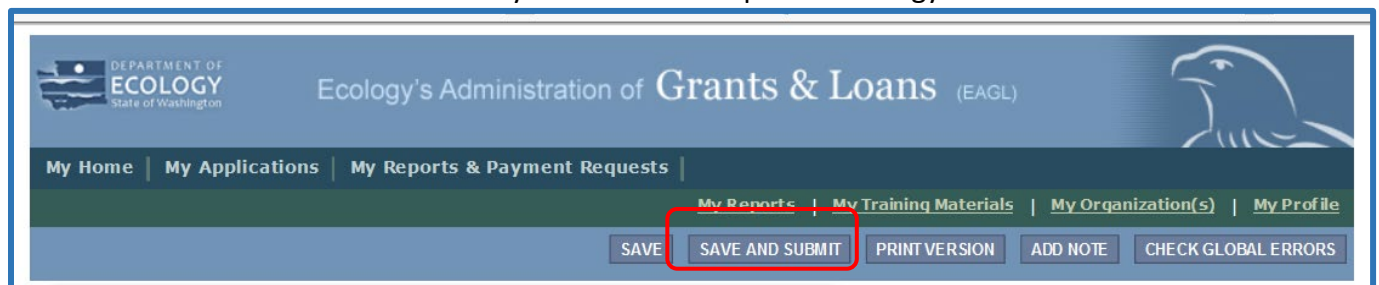 DEPARTMENT OF
ECOLOGY
State of Washington
Ecology's Administration of Grants & Loans (EAGL)
My Home | My Applications | My Reports & Payment Requests |
My Reports | My Training Materials | My Organization(s) | My Profile
SAVE SAVE AND SUBMIT PRINT VERSION ADD NOTE CHECK GLOBAL ERRORS